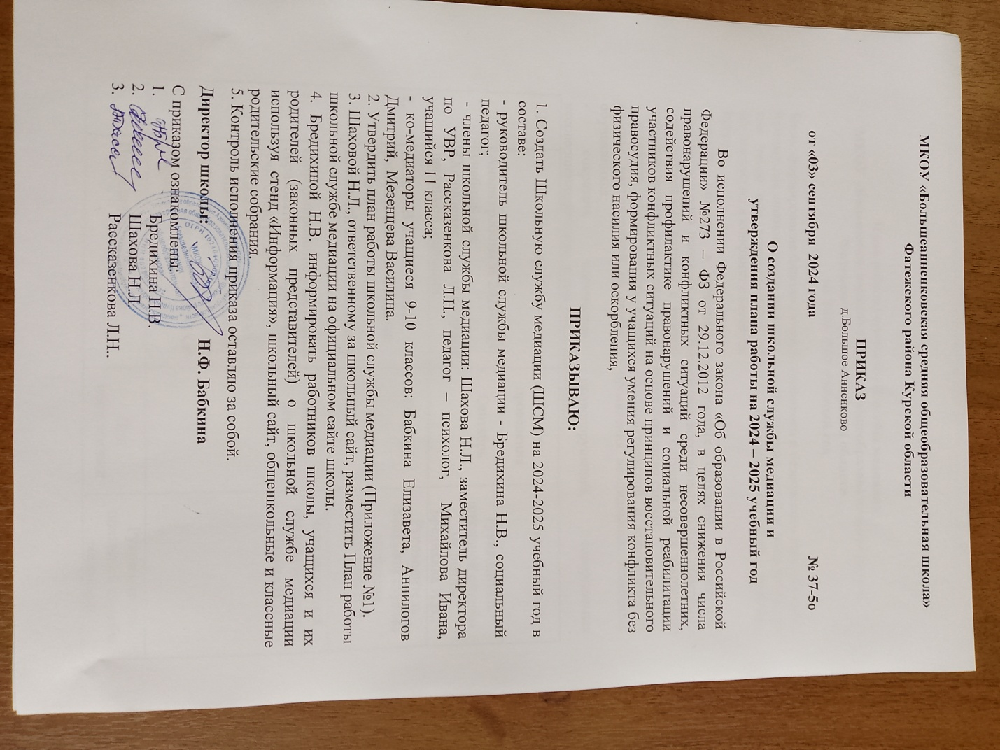 МКОУ «Большеанненковская средняя общеобразовательная школа»
Фатежского района Курской области
ПРИКАЗ
д.Большое Анненково
от «03» сентября 2024 года № 37-5о
О создании школьной службы медиации и
утверждения плана работы на 2024 – 2025 учебный год
Во исполнении Федерального закона «Об образовании в Российской
Федерации» №273 – ФЗ от 29.12.2012 года, в целях снижения числа
правонарушений и конфликтных ситуаций среди несовершеннолетних,
содействия профилактике правонарушений и социальной реабилитации
участников конфликтных ситуаций на основе принципов восстановительного
правосудия, формирования у учащихся умения регулирования конфликта без
физического насилия или оскорбления,
ПРИКАЗЫВАЮ:
1. Создать Школьную службу медиации (ШСМ) на 2024-2025 учебный год в
составе:
- руководитель школьной службы медиации - Бредихина Н.В., социальный
педагог;
- члены школьной службы медиации: Шахова Н.Л., заместитель директора
по УВР, Рассказенкова Л.Н., педагог – психолог, Михайлова Ивана,
учащийся 11 класса;
- ко-медиаторы учащиеся 9-10 классов: Бабкина Елизавета, Анпилогов
Дмитрий, Мезенцева Василина.
2. Утвердить план работы школьной службы медиации (Приложение №1).
3. Шаховой Н.Л., ответственному за школьный сайт, разместить План работы
школьной службе медиации на официальном сайте школы.
4. Бредихиной Н.В. информировать работников школы, учащихся и их
родителей (законных представителей) о школьной службе медиации
используя стенд «Информация», школьный сайт, общешкольные и классные
родительские собрания.
5. Контроль исполнения приказа оставляю за собой.
Директор школы: Н.Ф. Бабкина
С приказом ознакомлены:
1. Бредихина Н.В.
2. Шахова Н.Л.
3. Рассказенкова Л.Н..